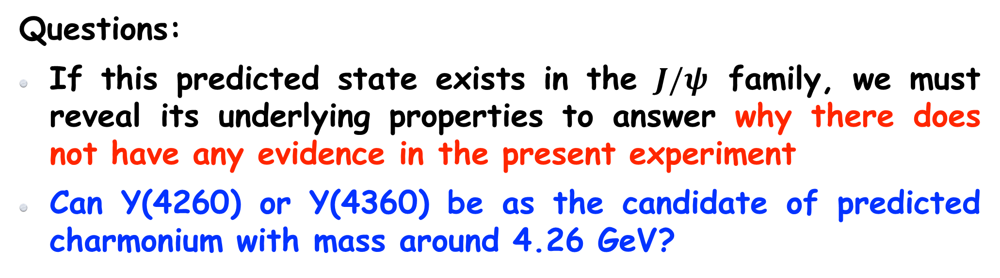 Questions:
If this predicted state exists in the J/ψ family, we must
reveal its underlying properties to answer why there does
not have any evidence in the present experiment
Can Y(4260) or Y(4360) be as the candidate of predicted
charmonium with mass around 4.26 GeV?